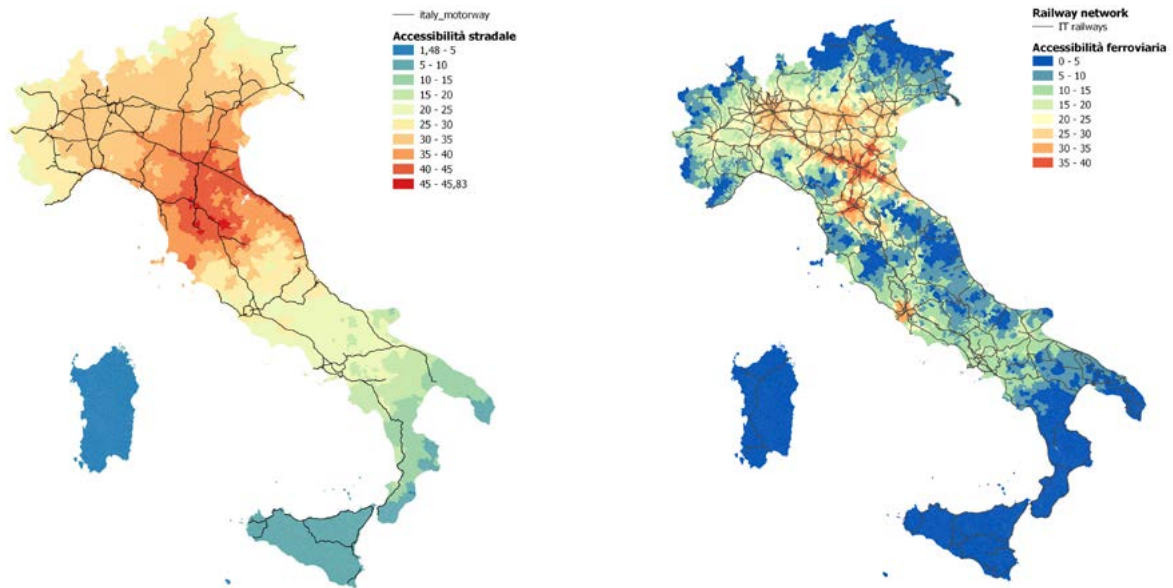 italy_motorway
Accessibilità stradale
1,48 - 5
5 - 10
10 - 15
15 - 20
20 - 25
25 - 30
30 - 35
35 - 40
40 - 45
45 - 45,83
Railway network
IT railways
Accessibilità ferroviaria
0 - 5
5 - 10
10 - 15
15 - 20
20 - 25
25 - 30
30 - 35
35 - 40